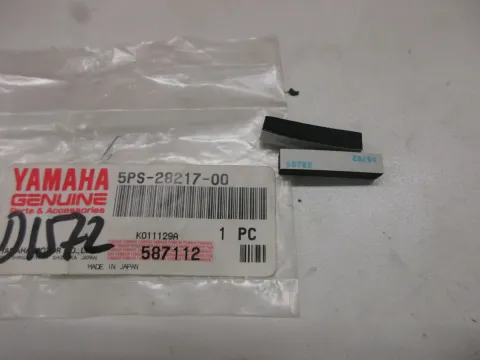 YAMAHA
GENUINE
Parts & Accessories
5PS-28217-00
D1572
K011129A
1 PC
587112
MADE IN JAPAN